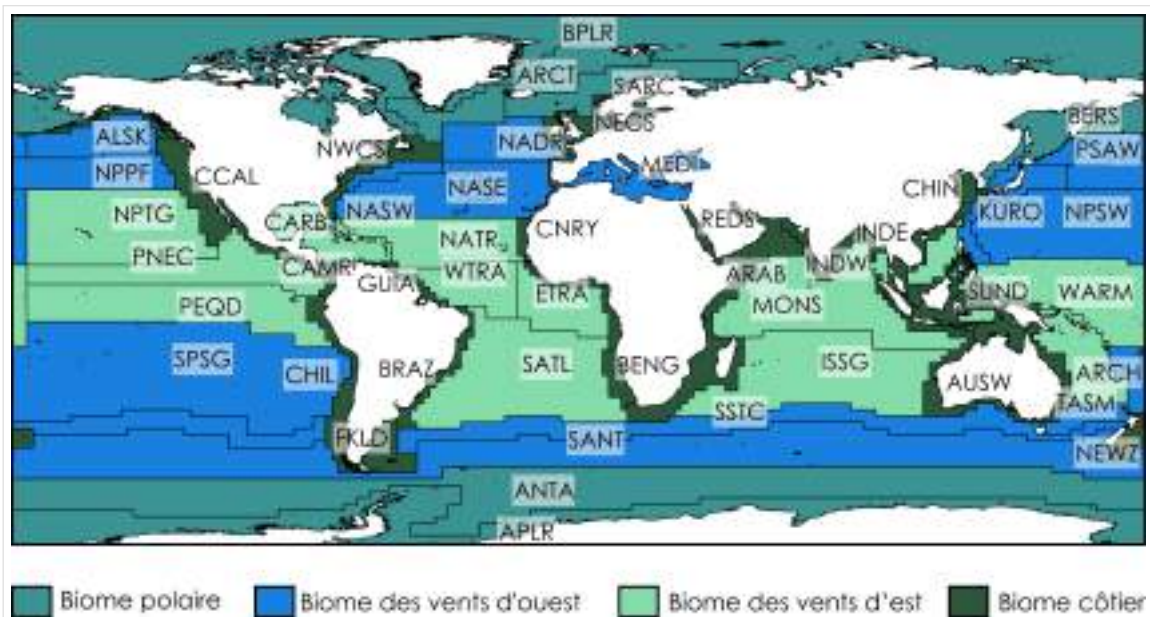 BPLR
ARCT
SARC
BERS
NECS
ALSK
NADR
NWCS
PSAW
MEDI
NPPF
CCAL
NASE
CHIN
NPTG
CARB
NASW
REDS
KURO
NPSW
NATR
CNRY
INDE
PNEC
CAMR
WTRA
ARAB
INDW
GUIA
ETRA
MONS
SUND
WARM
PEQD
SPSG
CHIL
BRAZ
SATL
BENG
ISSG
AUSW
ARCH
TASM
SSTC
FKLD
SANT
NEWZ
ANTA
APLR
Biome polaire
Biome des vents d'ouest
Biome des vents d'est
Biome côtier